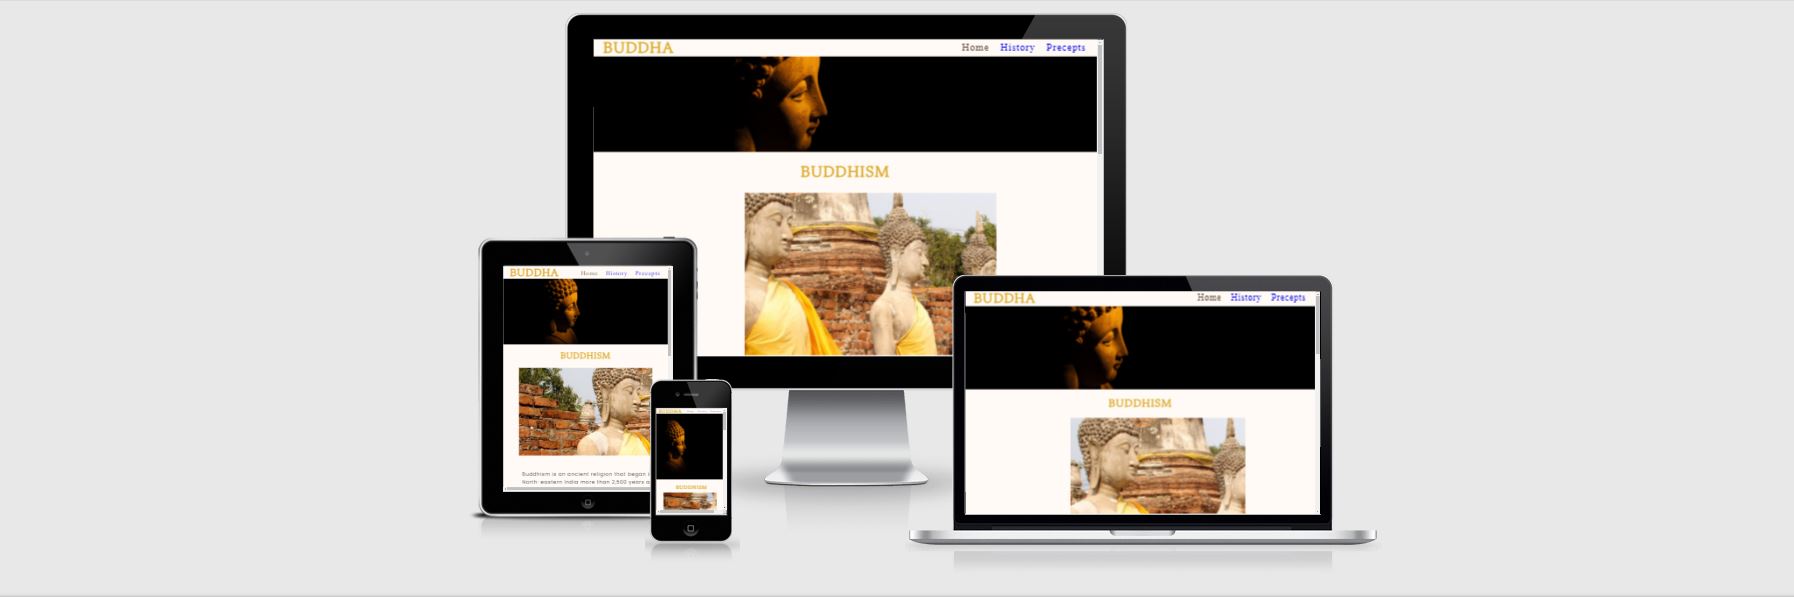 BUDDHA
Home History Precepts
BUDDHISM
BUDDHA
Home History Precepts
BUDDHISM
Buddhism is an ancient religion that began
North-eastern India more than 2,500 years
BUDDHA
BUDDHISM
BUDDHA
Home History Precepts
BUDDHISM